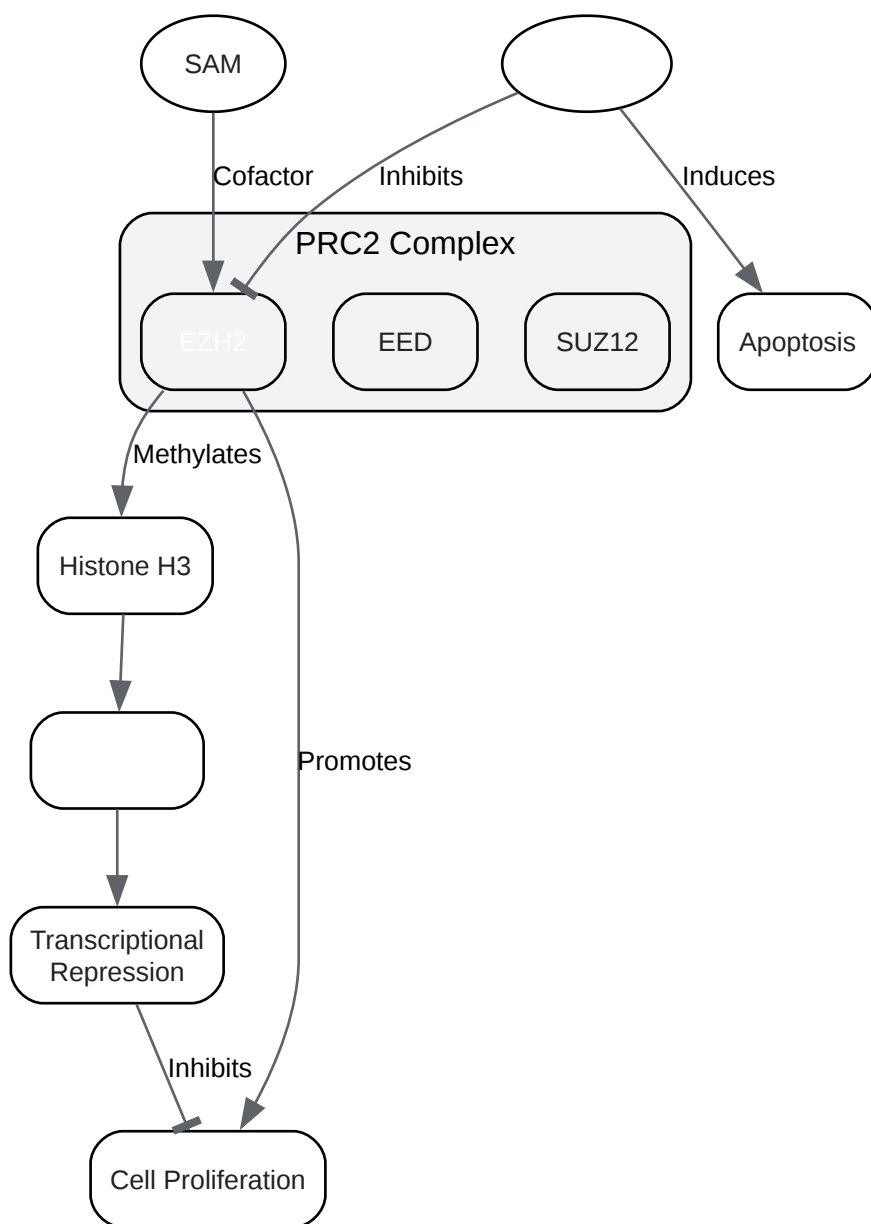 SAM
Cofactor
Inhibits
Induces
PRC2 Complex
EZH2
EED
SUZ12
Apoptosis
Methylates
Histone H3
Promotes
Transcriptional
Repression
Inhibits
Cell Proliferation